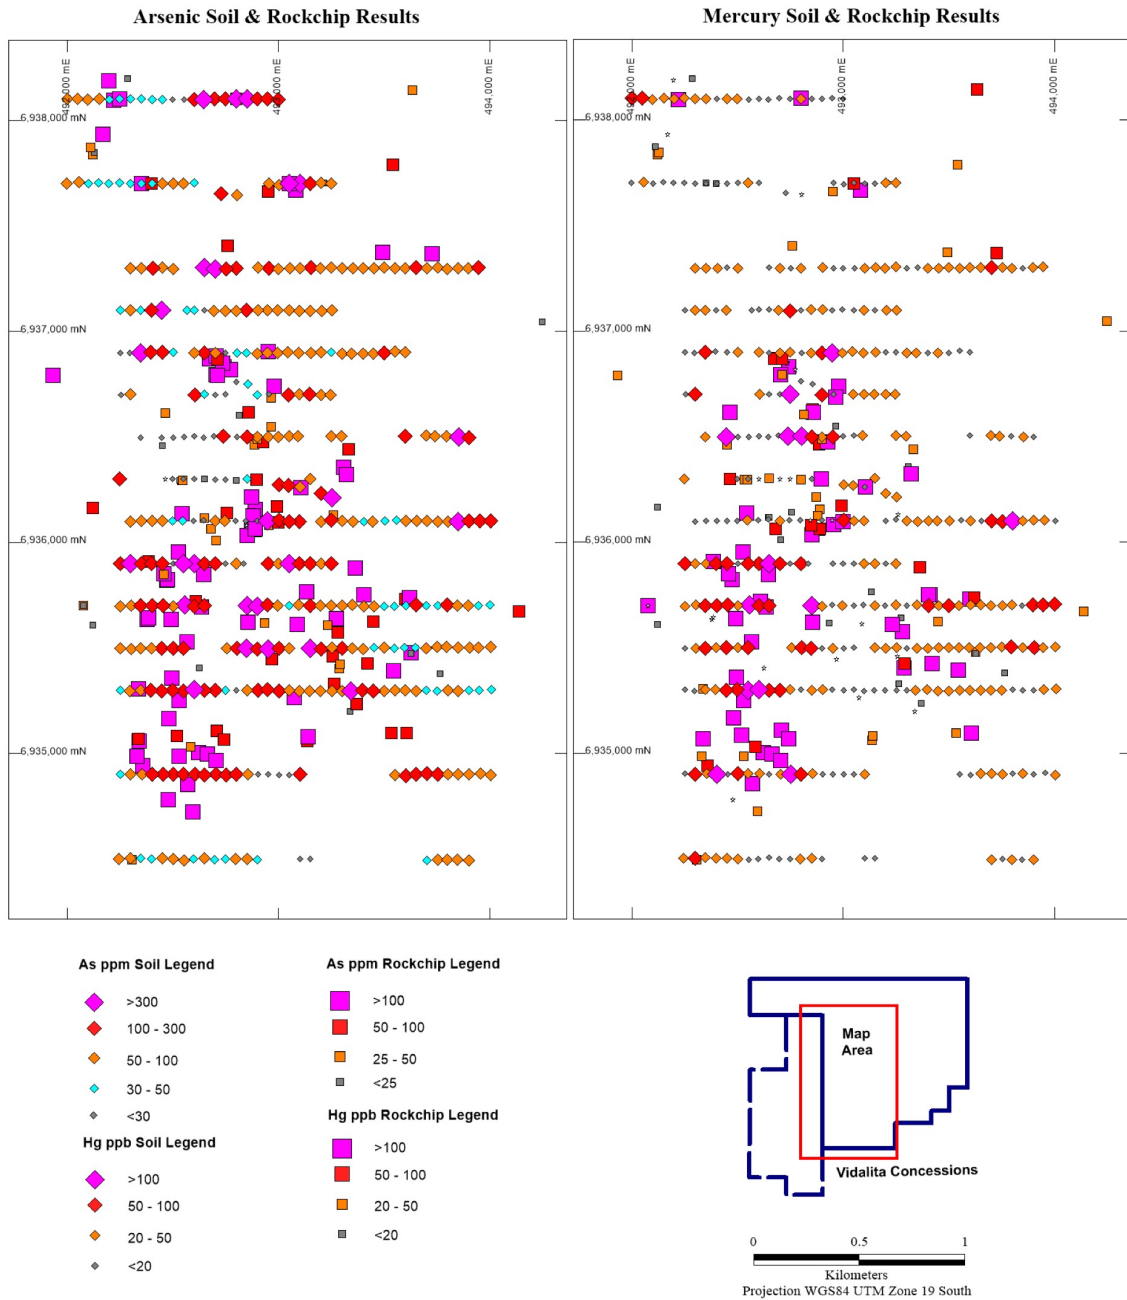 Arsenic Soil & Rockchip Results
Mercury Soil & Rockchip Results
494,000 mE
494,000 mE
6,938,000 mN
6,938,000 mN
6,937,000 mN
6,937,000 mN
6,936,000 mN
6,936,000 mN
6,935,000 mN
6,935,000 mN
As ppm Soil Legend
>300
100 - 300
50 - 100
30 - 50
<30
Hg ppb Soil Legend
>100
50 - 100
20 - 50
<20
As ppm Rockchip Legend
>100
50 - 100
25 - 50
<25
Hg ppb Rockchip Legend
>100
50 - 100
20 - 50
<20
Map
Area
Vidalita Concessions
0 0.5 1
Kilometers
Projection WGS84 UTM Zone 19 South